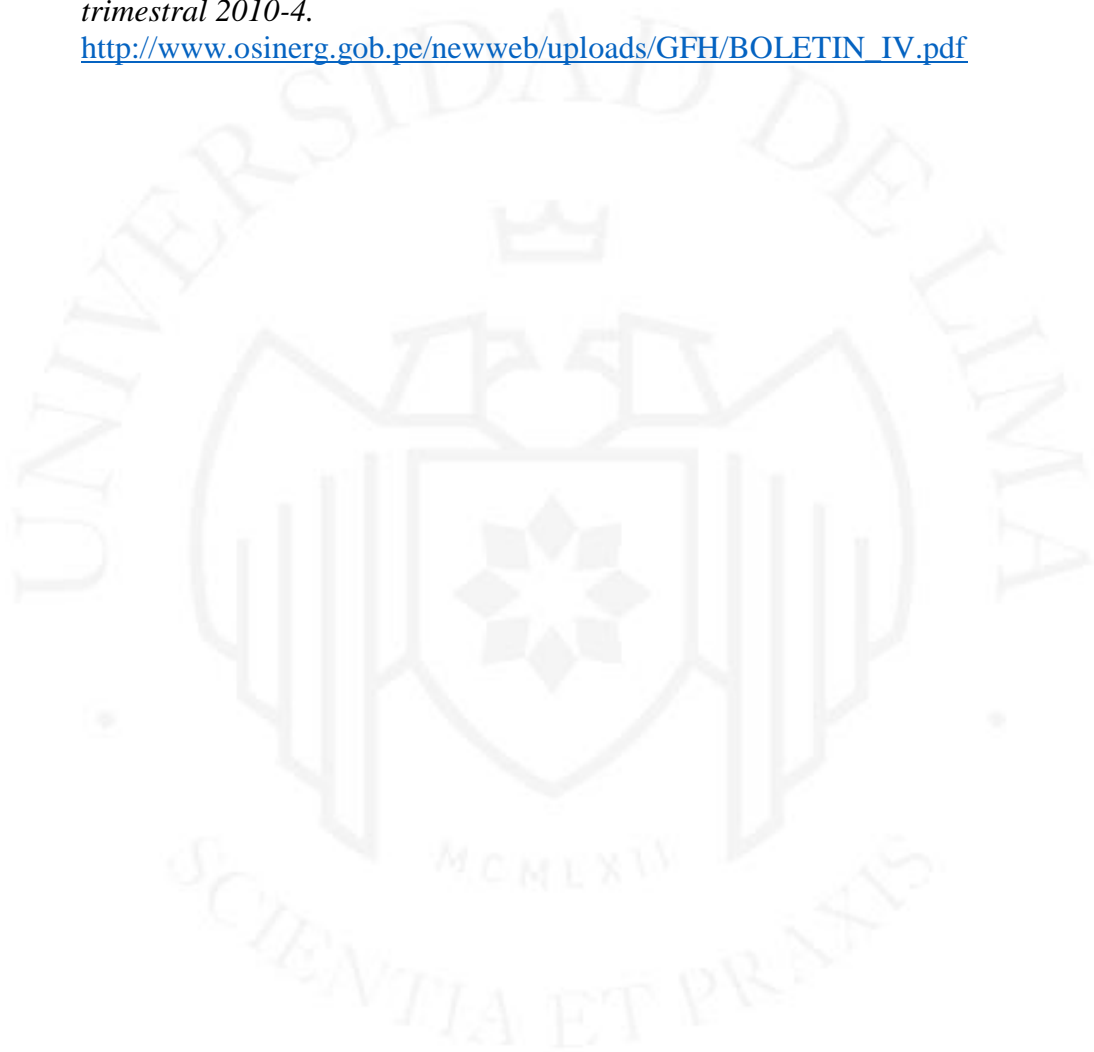 trimestral 2010-4.
http://www.osinerg.gob.pe/newweb/uploads/GFH/BOLETIN_IV.pdf
UNIVERSIDAD DE LIMA
MCMLXII
SCIENTIA ET PRAXIS